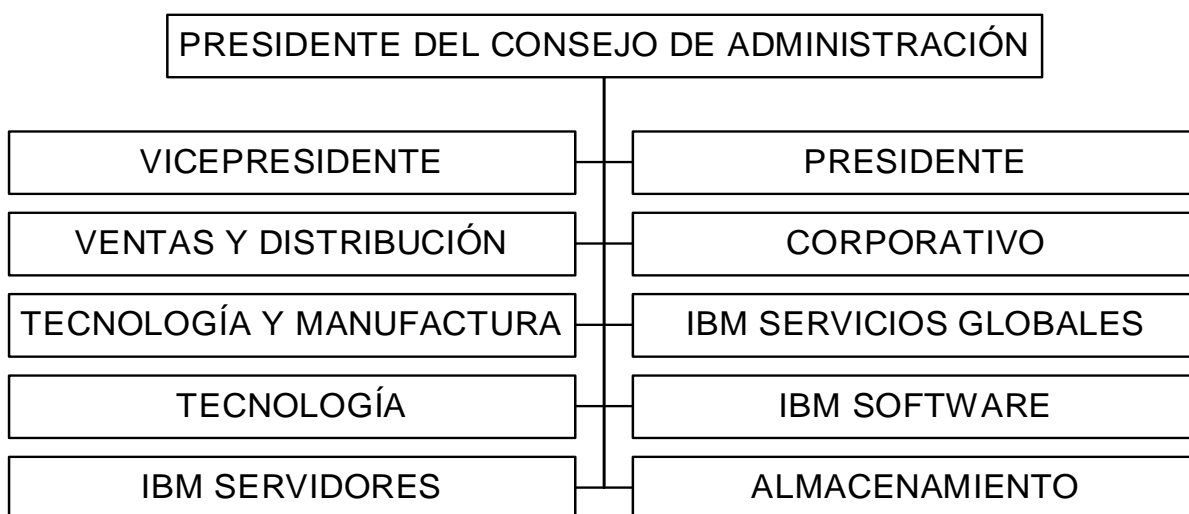 PRESIDENTE DEL CONSEJO DE ADMINISTRACIÓN
VICEPRESIDENTE
PRESIDENTE
VENTAS Y DISTRIBUCIÓN
CORPORATIVO
TECNOLOGÍA Y MANUFACTURA
IBM SERVICIOS GLOBALES
TECNOLOGÍA
IBM SOFTWARE
IBM SERVIDORES
ALMACENAMIENTO